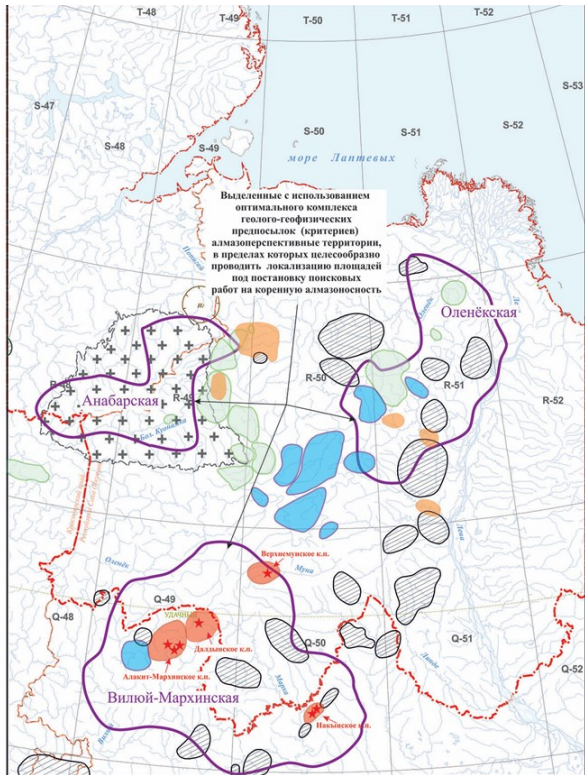 T-48
T-49
T-50
T-51
T-52
S-47
S-48
S-49
S-50
S-51
S-52
S-53
море Лаптевых
Выделенные с использованием
оптимального комплекса
геолого-геофизических
предпосылок (критериев)
алмазоперспективные территории,
в пределах которых целесообразно
проводить локализацию площадей
под постановку поисковых
работ на коренную алмазоносность
Оленёкская
Анабарская
R-49
R-50
R-51
R-52
Лена
Верхнемунское к.п.
Муна
Оленёк
Q-48
Q-49
УДАЧНЫЙ
Далдынское к.п.
Q-50
Q-51
Q-52
Алакит-Мархинское к.п.
Вилюй-Мархинская
Марха
Накынское к.п.